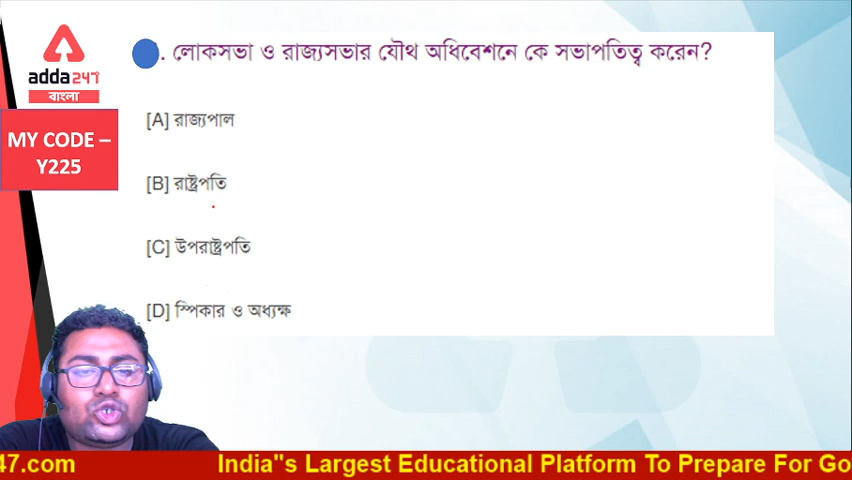 adda247
বাংলা
MY CODE –
Y225
. লোকসভা ও রাজ্যসভার যৌথ অধিবেশনে কে সভাপতিত্ব করেন?
[A] রাজ্যপাল
[B] রাষ্ট্রপতি
[C] উপরাষ্ট্রপতি
[D] স্পিকার ও অধ্যক্ষ
47.com India"s Largest Educational Platform To Prepare For Go